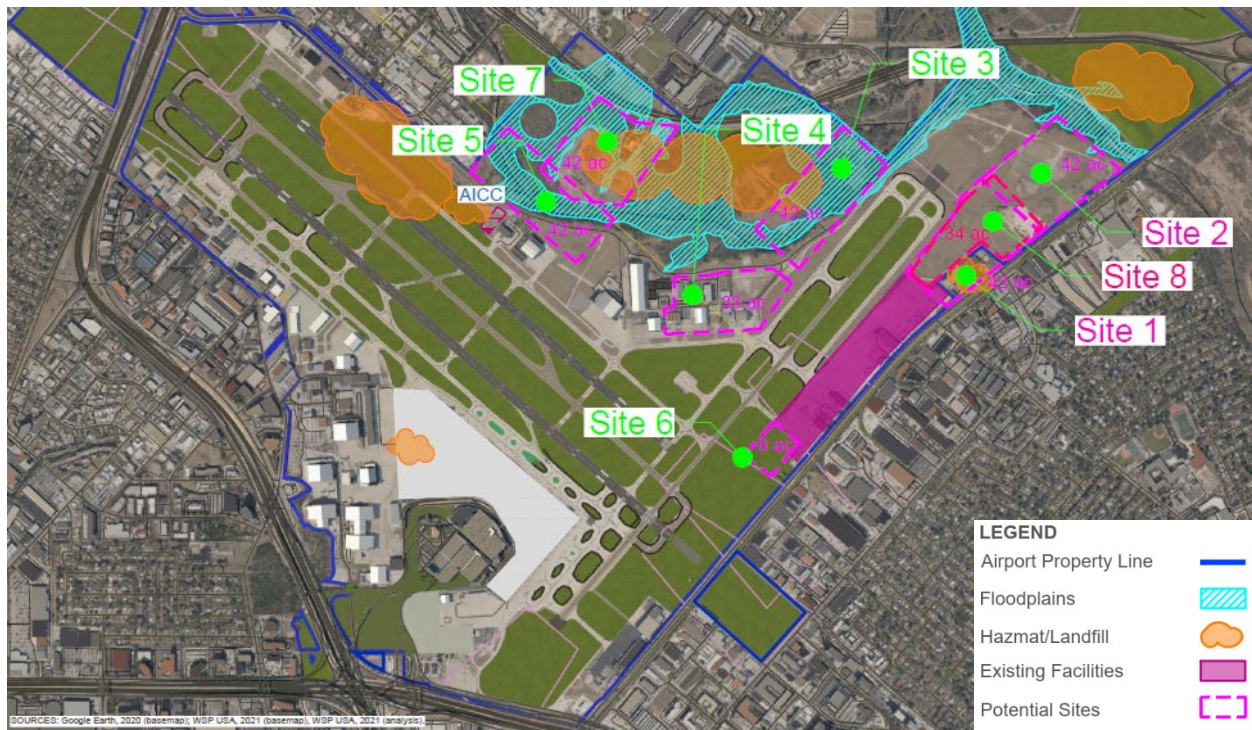 Site 7
Site 3
Site 5
Site 4
42 ac
42 ac
AICC
42 ac
42 ac
34 ac
Site 2
Site 8
42 ac
33 ac
Site 1
Site 6
LEGEND
Airport Property Line
Floodplains
Hazmat/Landfill
Existing Facilities
Potential Sites
SOURCES: Google Earth, 2020 (basemap); WSP USA, 2021 (basemap), WSP USA, 2021 (analysis).